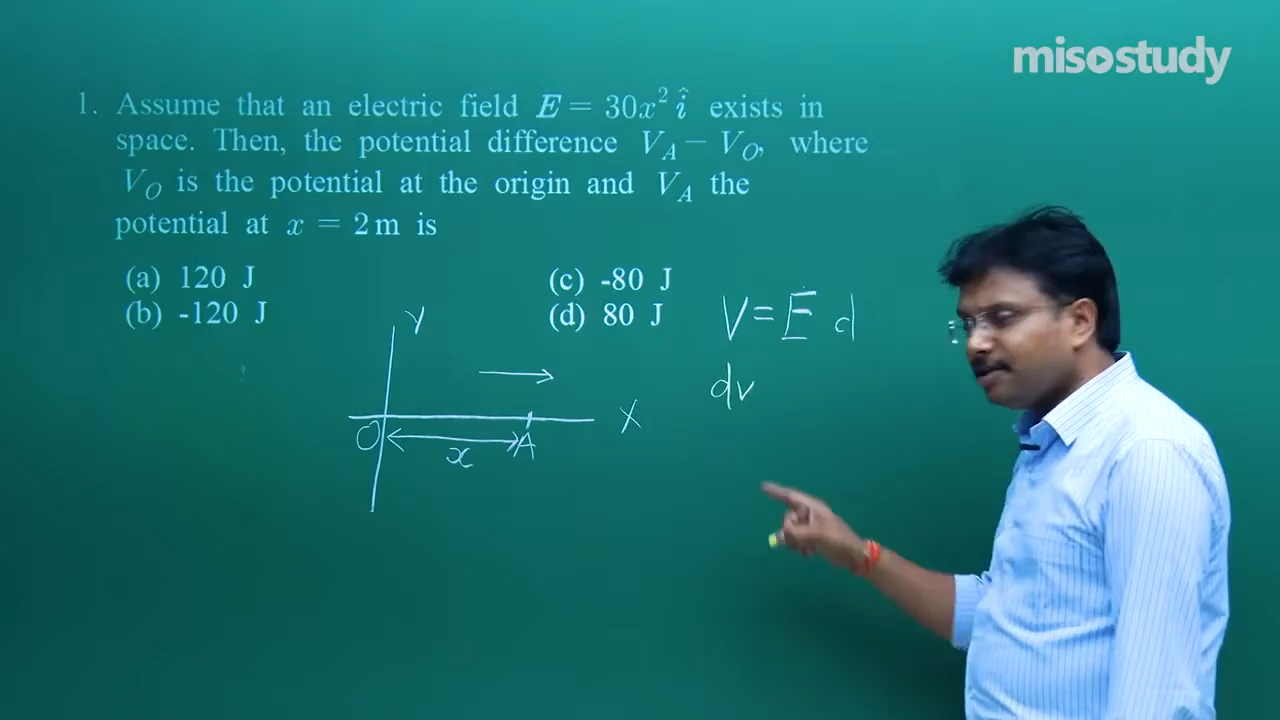 misostudy
1. Assume that an electric field E = 30x² î exists in
space. Then, the potential difference V_A − V_O, where
V_O is the potential at the origin and V_A the
potential at x = 2 m is
(a) 120 J
(c) -80 J
(b) -120 J
(d) 80 J
V = E d
dv
Y
X
O
x
A